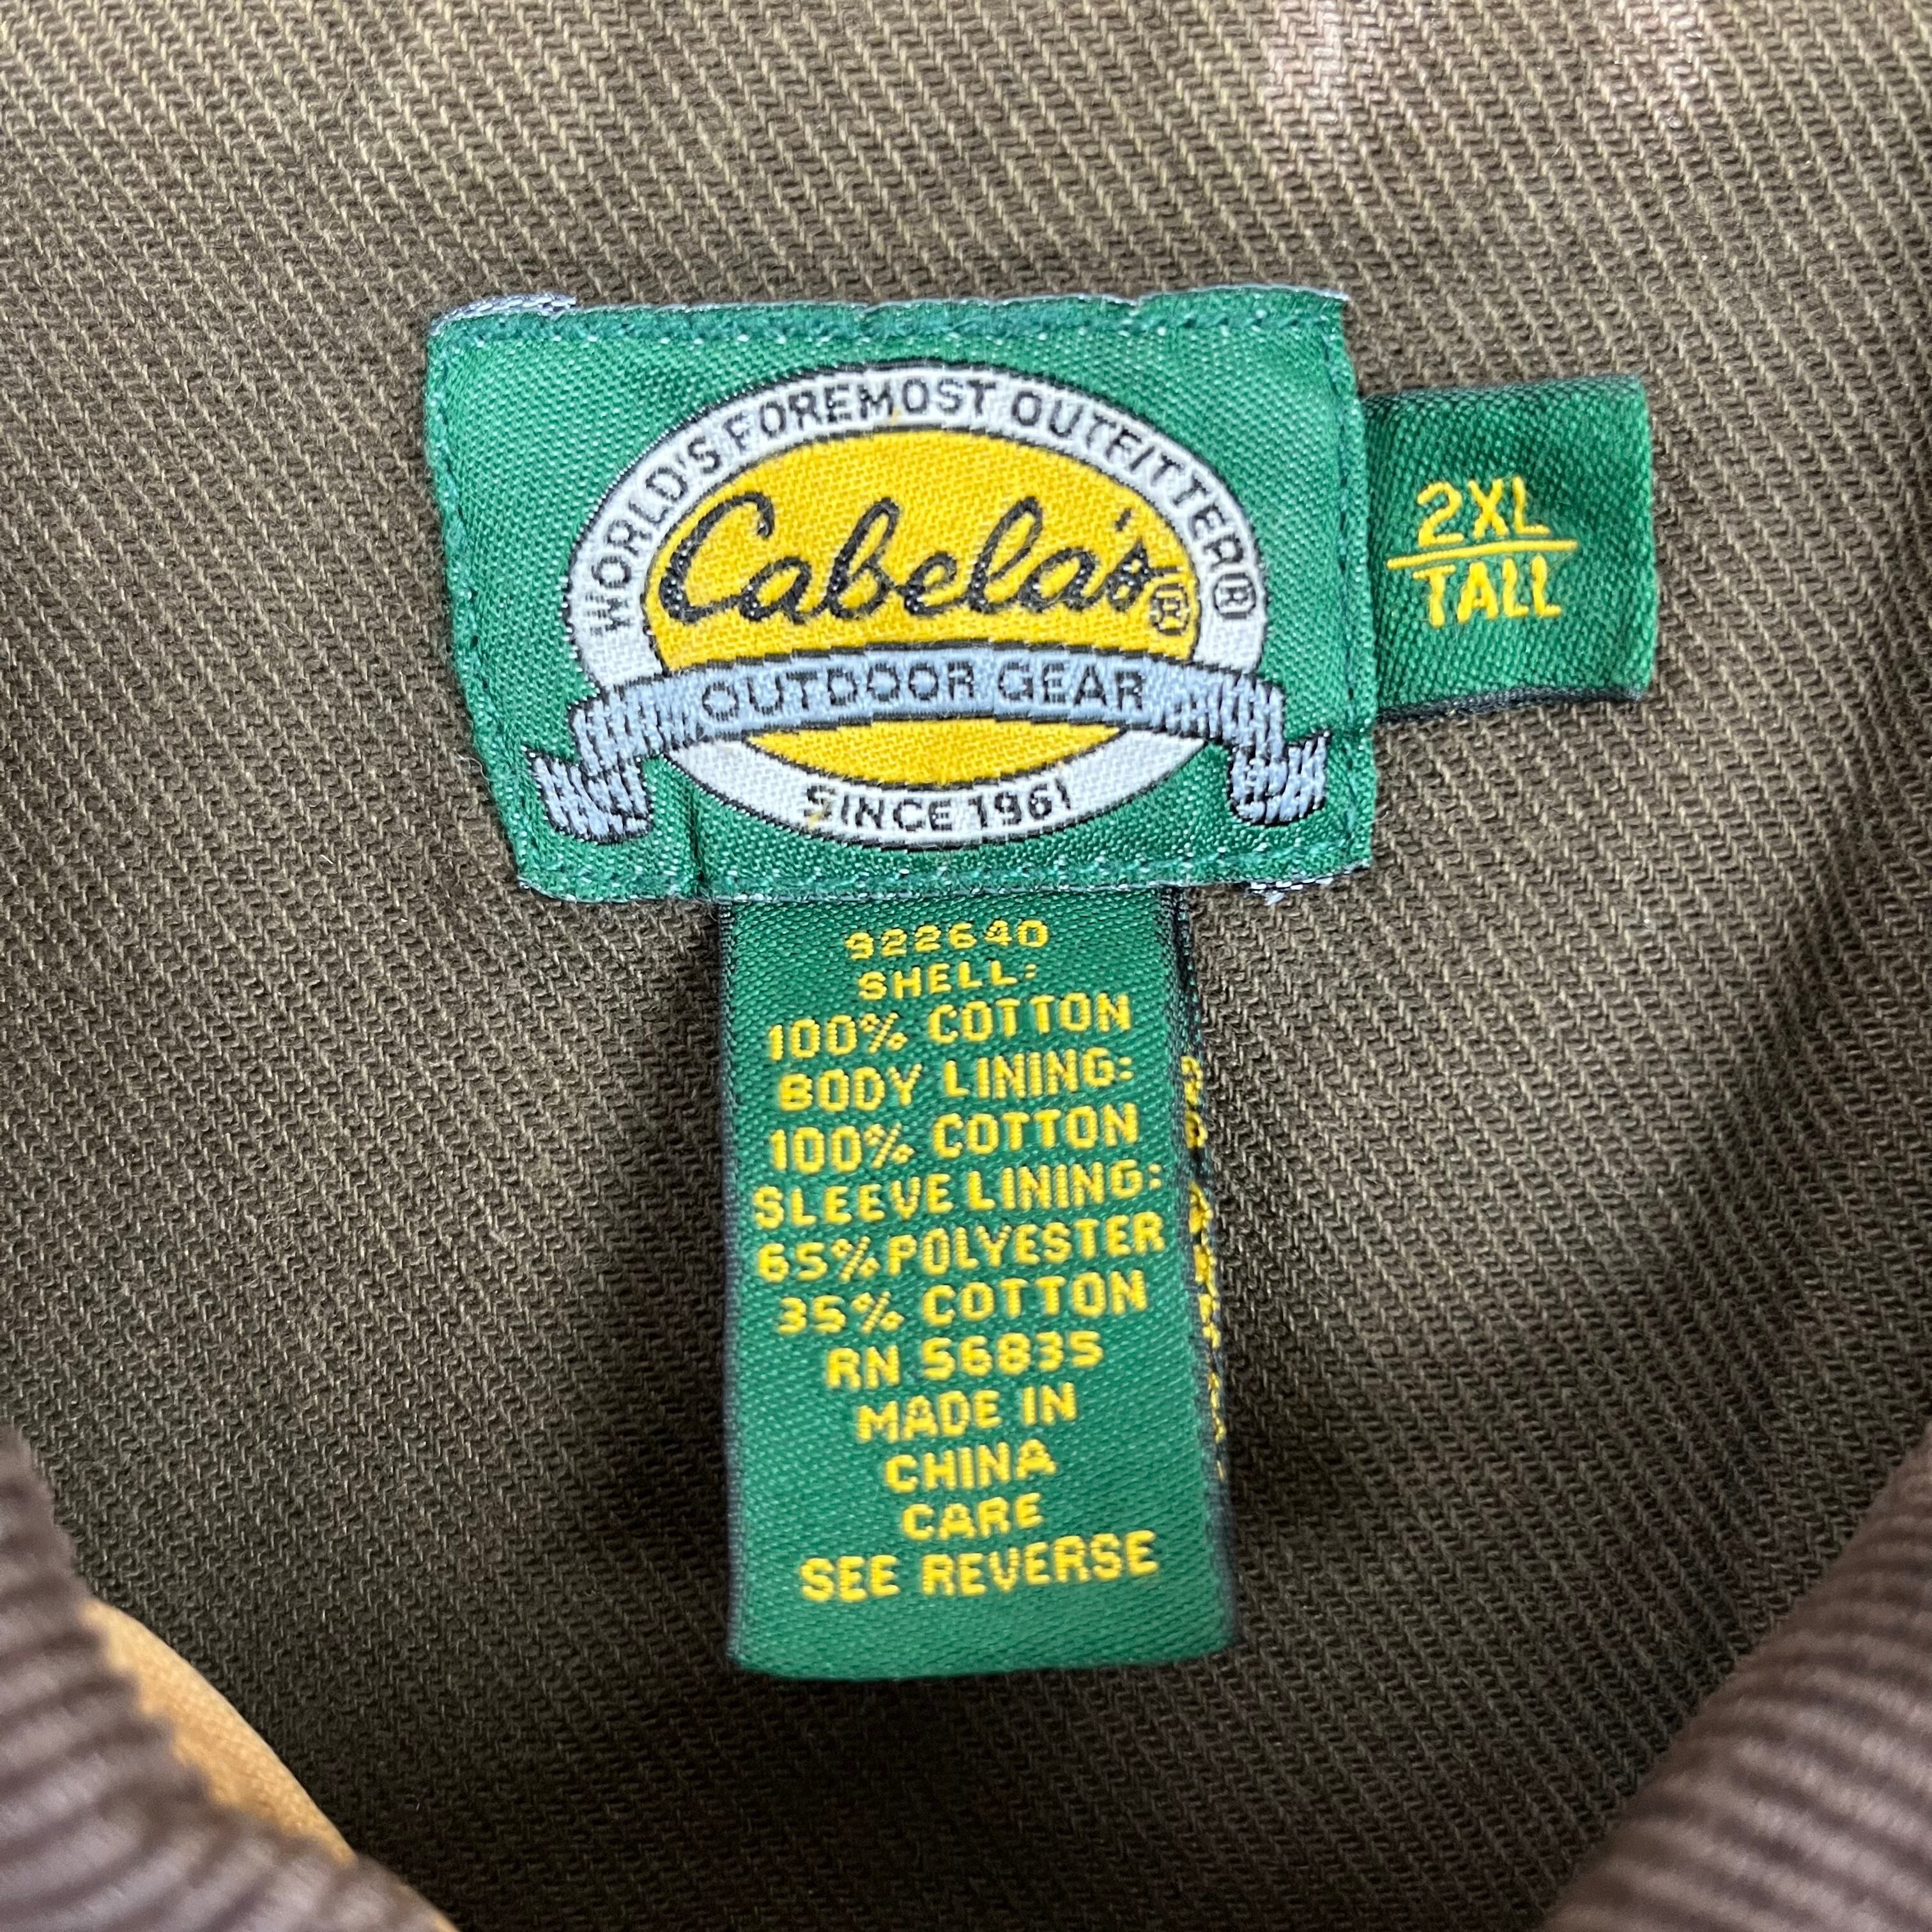 WORLD'S FOREMOST OUTFITTER®
Cabela's®
OUTDOOR GEAR
SINCE 1961
2XL
TALL
922640
SHELL:
100% COTTON
BODY LINING:
100% COTTON
SLEEVE LINING:
65% POLYESTER
35% COTTON
RN 56835
MADE IN
CHINA
CARE
SEE REVERSE